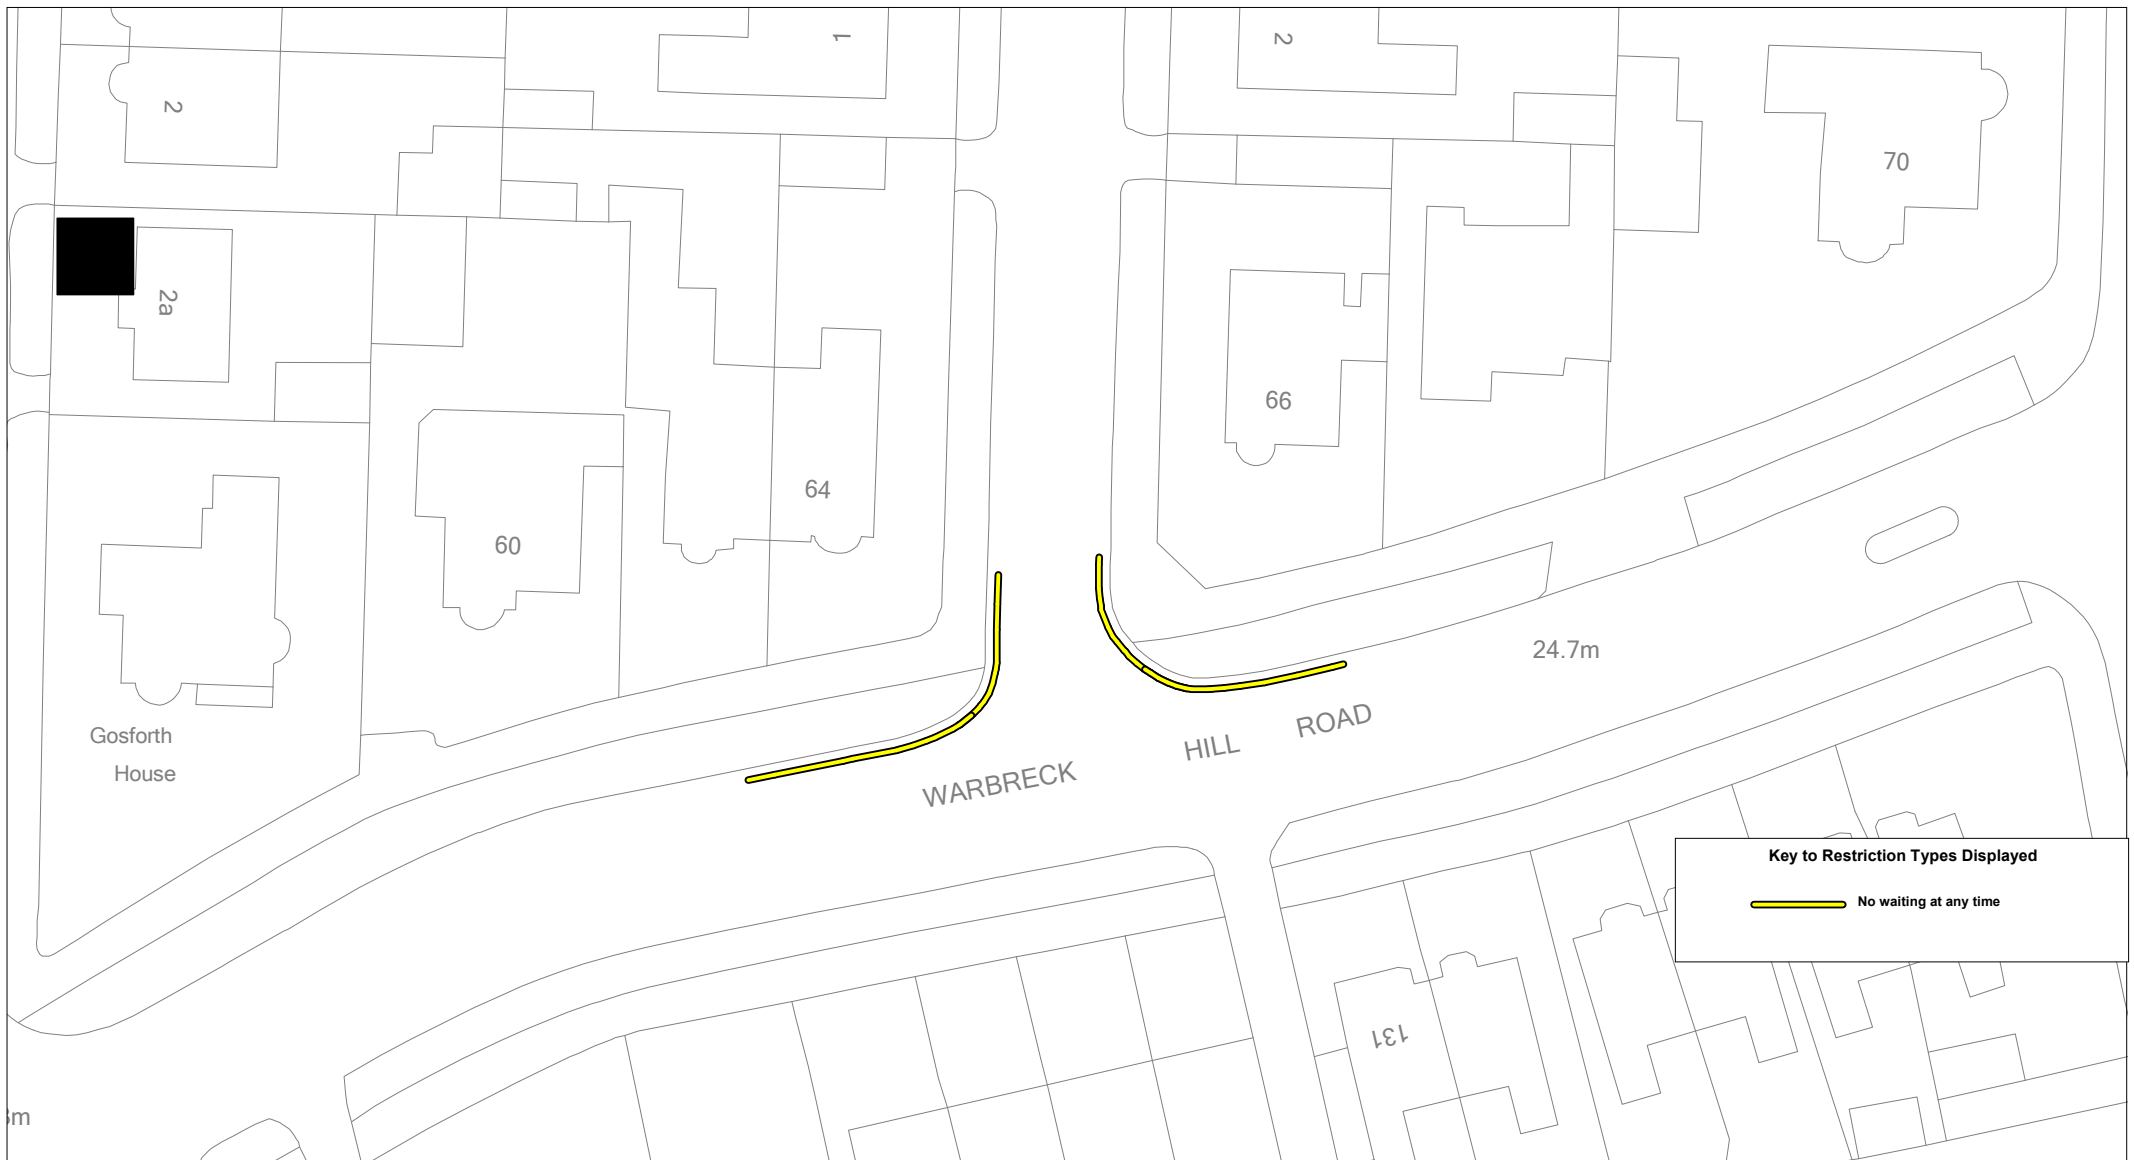 1
2
2
70
2a
66
64
60
24.7m
Gosforth
House
WARBRECK HILL ROAD
Key to Restriction Types Displayed
No waiting at any time
131